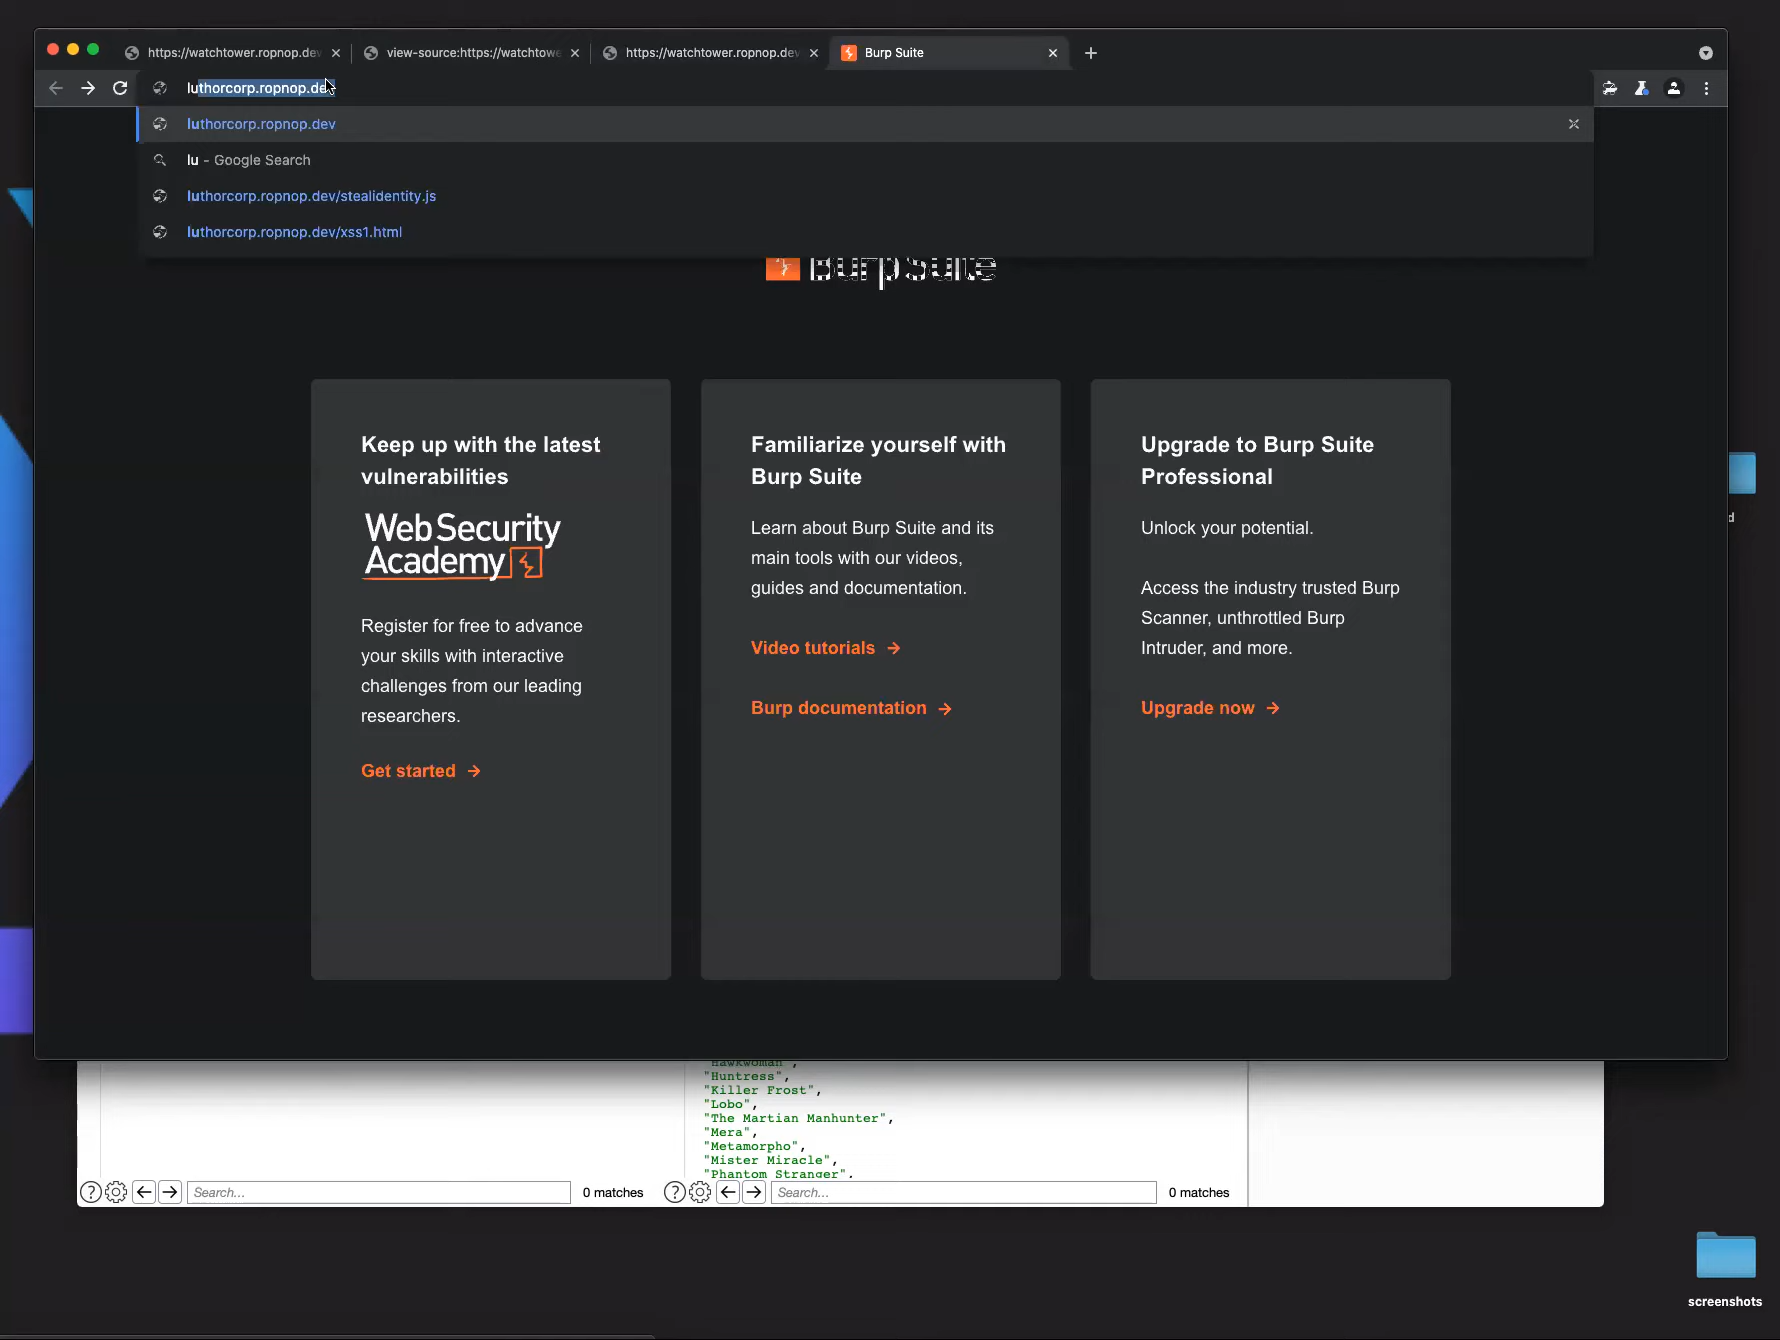 https://watchtower.ropnop.dev
view-source:https://watchtowe
https://watchtower.ropnop.dev
Burp Suite
luthorcorp.ropnop.dev
luthorcorp.ropnop.dev
lu - Google Search
luthorcorp.ropnop.dev/stealidentity.js
luthorcorp.ropnop.dev/xss1.html
Burp Suite
Keep up with the latest
vulnerabilities
Web Security
Academy
Register for free to advance
your skills with interactive
challenges from our leading
researchers.
Get started →
Familiarize yourself with
Burp Suite
Learn about Burp Suite and its
main tools with our videos,
guides and documentation.
Video tutorials →
Burp documentation →
Upgrade to Burp Suite
Professional
Unlock your potential.
Access the industry trusted Burp
Scanner, unthrottled Burp
Intruder, and more.
Upgrade now →
d
"Hawkwoman",
"Huntress",
"Killer Frost",
"Lobo",
"The Martian Manhunter",
"Mera",
"Metamorpho",
"Mister Miracle",
"Phantom Stranger",
? Search... 0 matches
? Search... 0 matches
screenshots